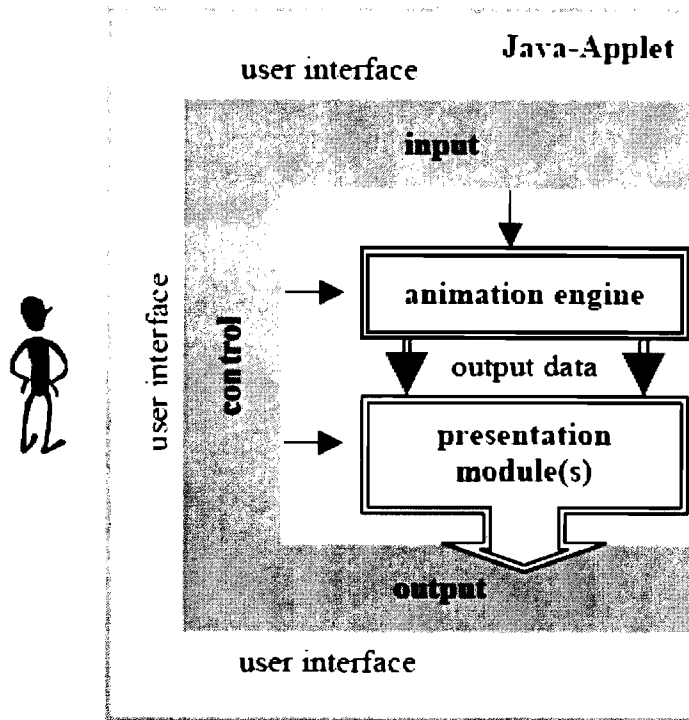 Java-Applet
user interface
input
user interface
control
animation engine
output data
presentation
module(s)
output
user interface